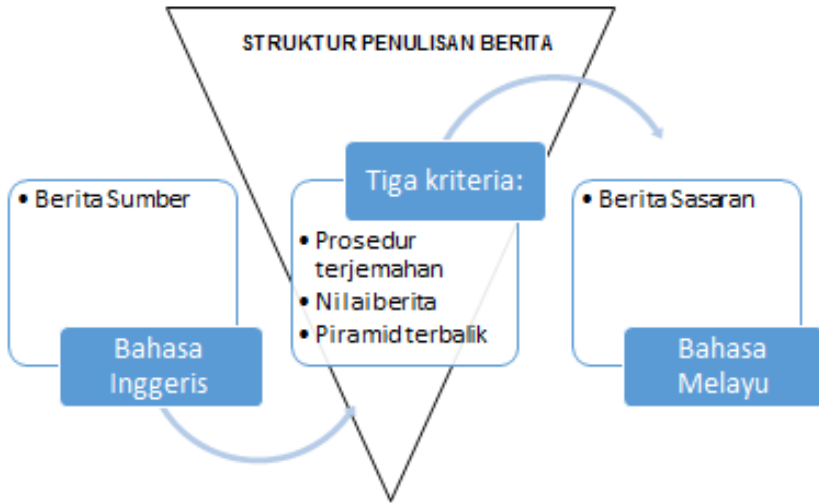 STRUKTUR PENULISAN BERITA
• Berita Sumber
Bahasa
Inggeris
Tiga kriteria:
• Prosedur
terjemahan
• Nilai berita
• Piramid terbalik
• Berita Sasaran
Bahasa
Melayu